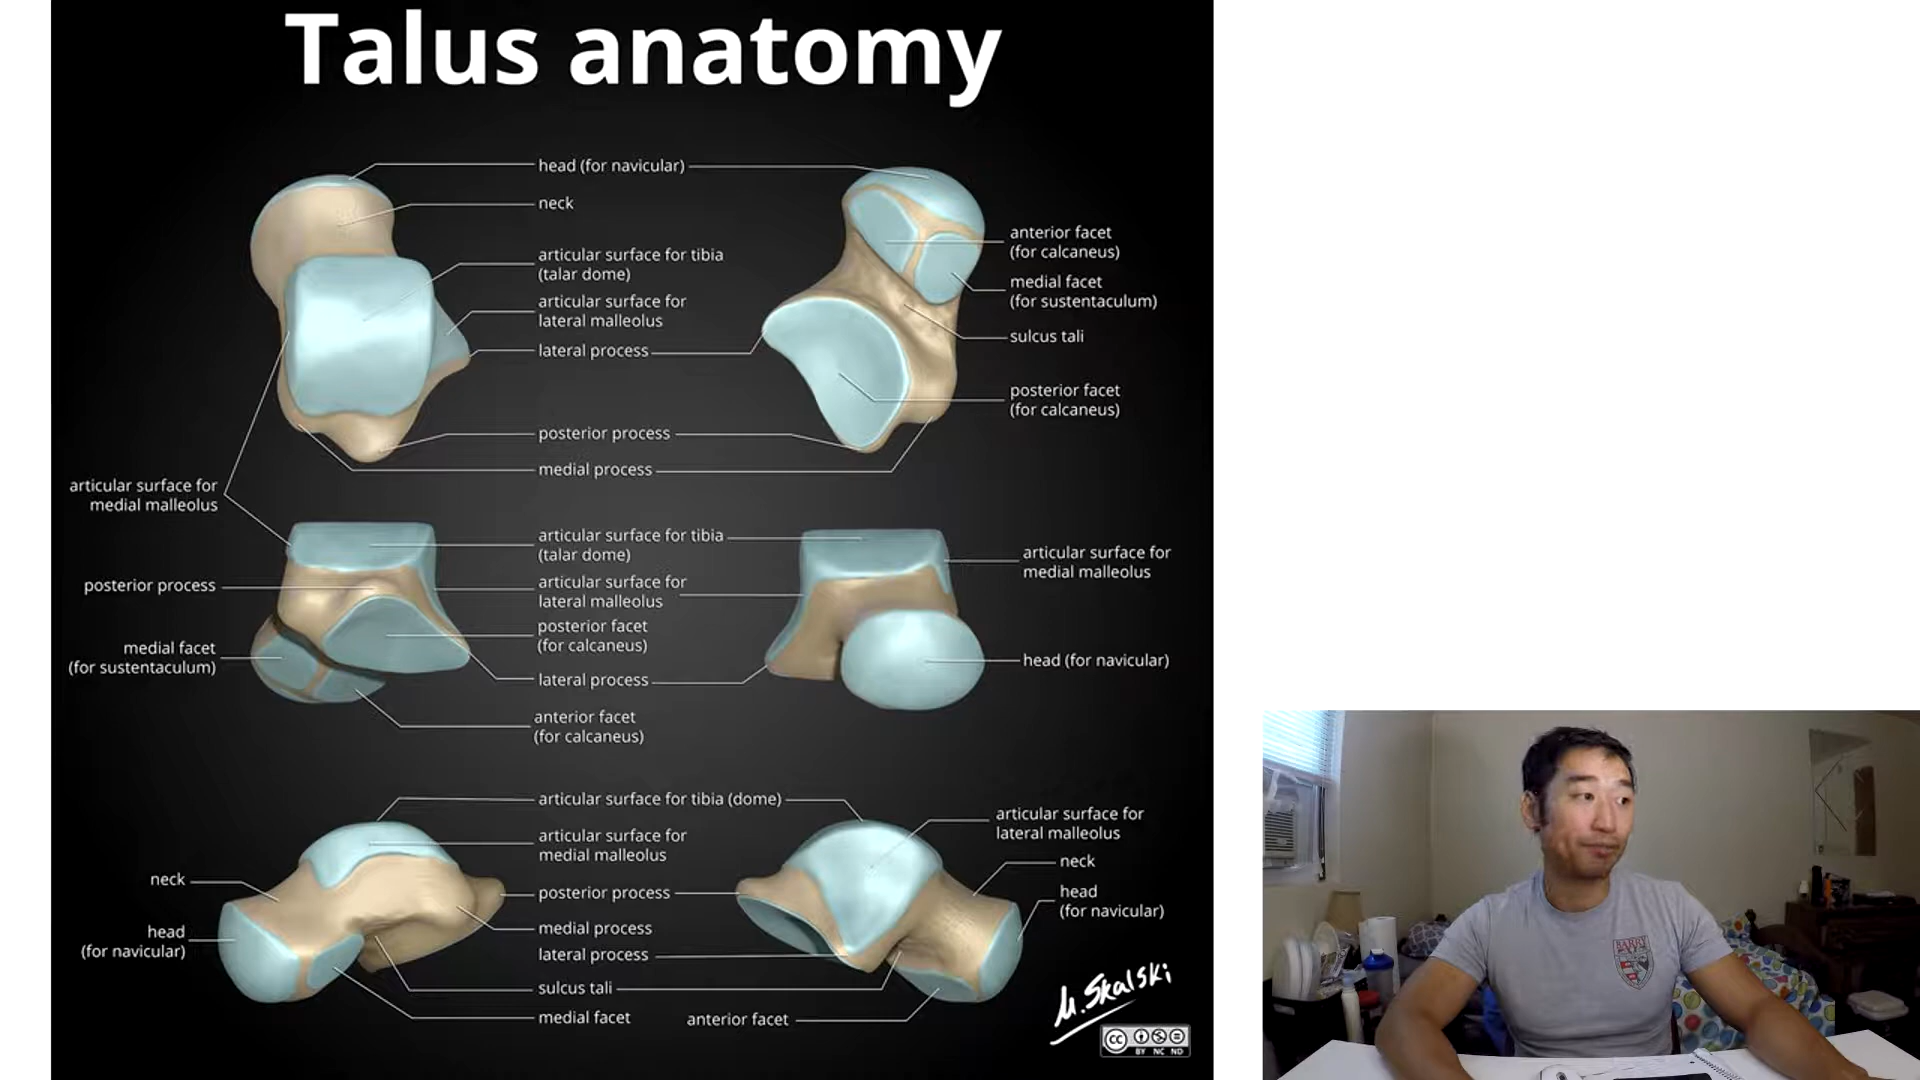 Talus anatomy
head (for navicular)
neck
articular surface for tibia
(talar dome)
articular surface for
lateral malleolus
lateral process
posterior process
medial process
anterior facet
(for calcaneus)
medial facet
(for sustentaculum)
sulcus tali
posterior facet
(for calcaneus)
articular surface for
medial malleolus
posterior process
medial facet
(for sustentaculum)
articular surface for tibia
(talar dome)
articular surface for
lateral malleolus
posterior facet
(for calcaneus)
lateral process
anterior facet
(for calcaneus)
articular surface for
medial malleolus
head (for navicular)
neck
head
(for navicular)
articular surface for tibia (dome)
articular surface for
medial malleolus
posterior process
medial process
lateral process
sulcus tali
medial facet
anterior facet
articular surface for
lateral malleolus
neck
head
(for navicular)
M.Skalski
cc
BY NC ND
BARRY